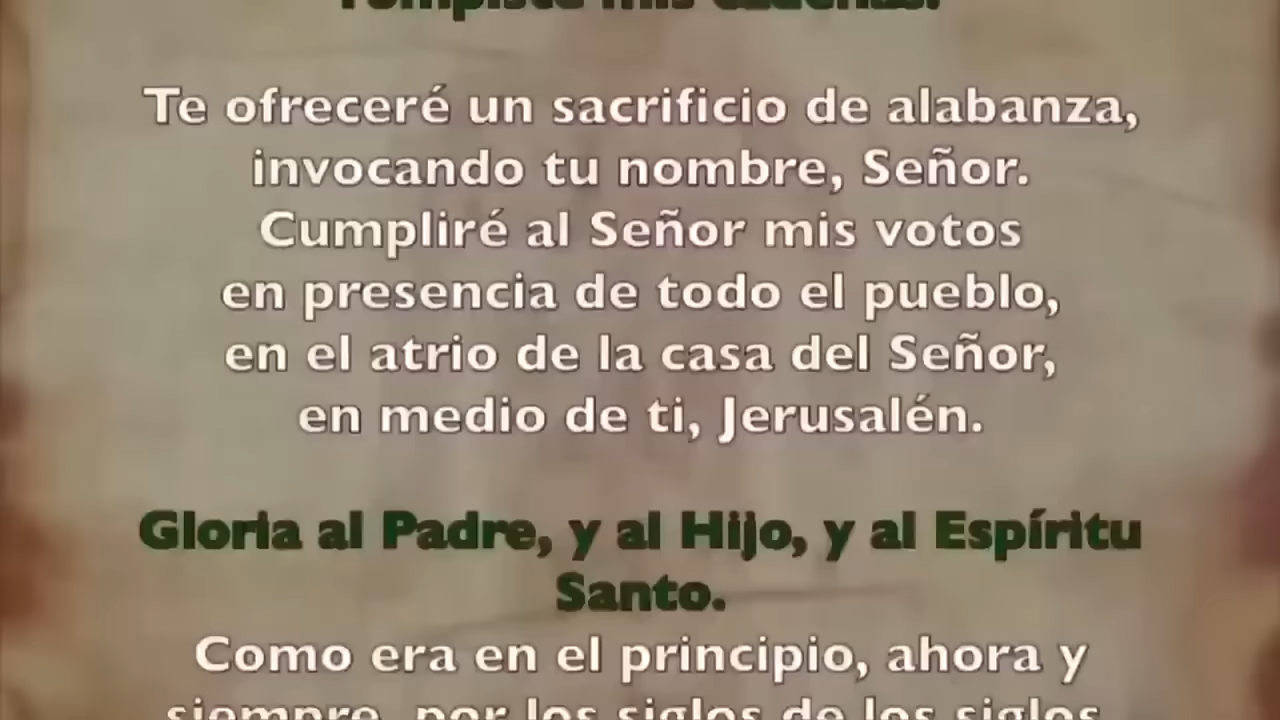 rompiste mis cadenas.
Te ofreceré un sacrificio de alabanza,
invocando tu nombre, Señor.
Cumpliré al Señor mis votos
en presencia de todo el pueblo,
en el atrio de la casa del Señor,
en medio de ti, Jerusalén.
Gloria al Padre, y al Hijo, y al Espíritu
Santo.
Como era en el principio, ahora y
siempre, por los siglos de los siglos